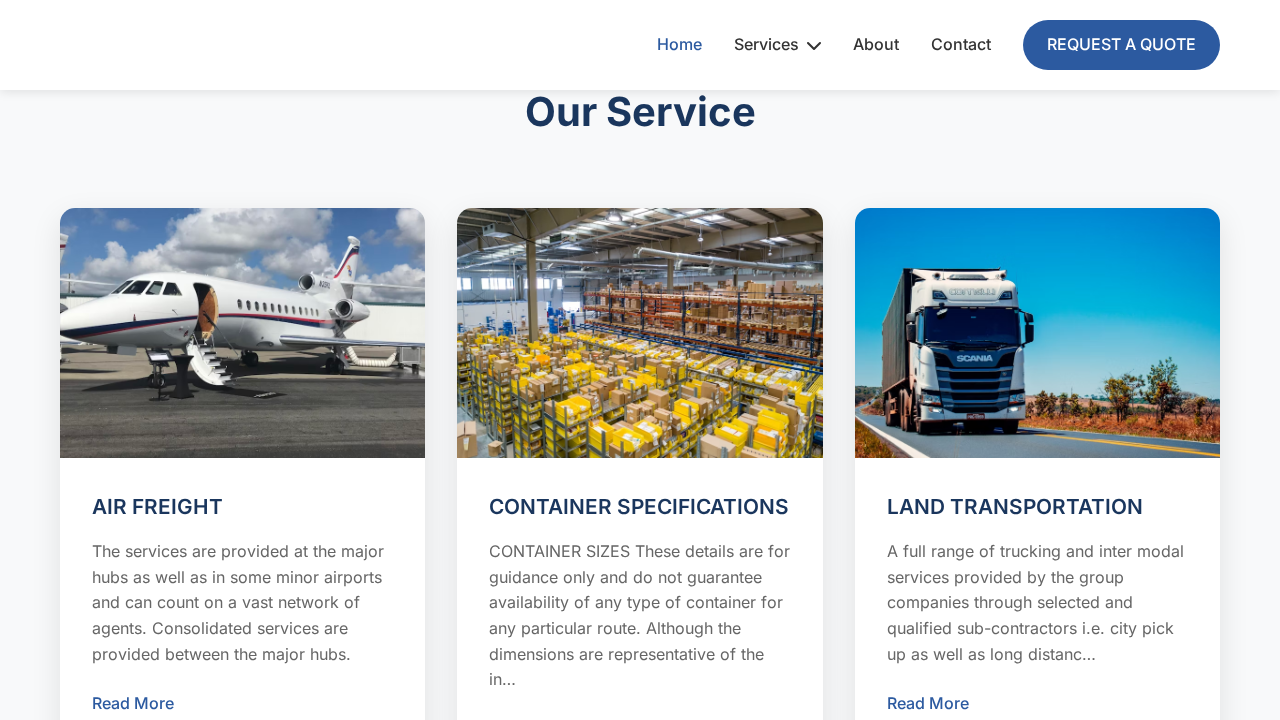 Home
Services
About
Contact
REQUEST A QUOTE
Our Service
SCANIA
AIR FREIGHT
The services are provided at the major
hubs as well as in some minor airports
and can count on a vast network of
agents. Consolidated services are
provided between the major hubs.
Read More
CONTAINER SPECIFICATIONS
CONTAINER SIZES These details are for
guidance only and do not guarantee
availability of any type of container for
any particular route. Although the
dimensions are representative of the
in...
LAND TRANSPORTATION
A full range of trucking and inter modal
services provided by the group
companies through selected and
qualified sub-contractors i.e. city pick
up as well as long distanc...
Read More